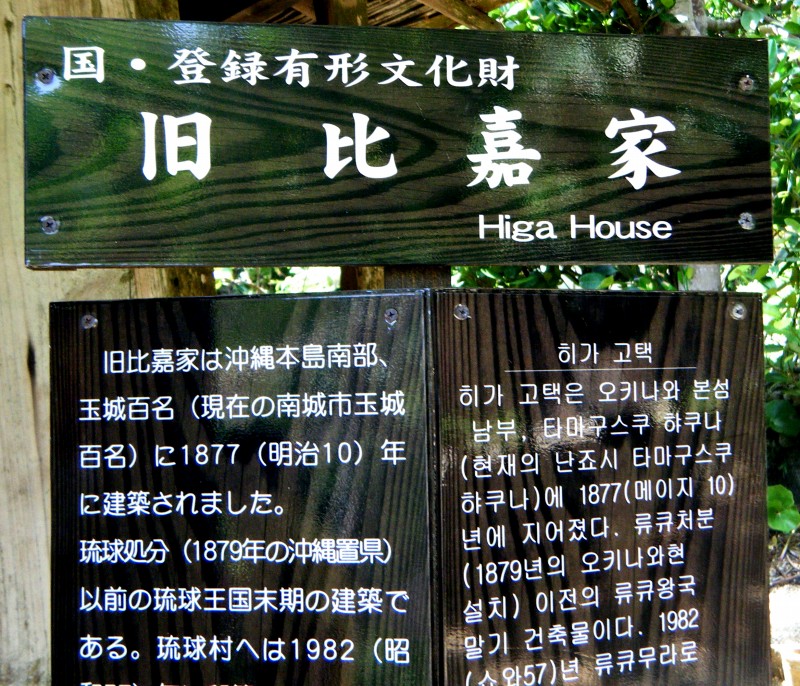 国・登録有形文化財
旧比嘉家
Higa House
旧比嘉家は沖縄本島南部、
玉城百名（現在の南城市玉城
百名）に1877（明治10）年
に建築されました。
琉球処分（1879年の沖縄置県）
以前の琉球王国末期の建築で
ある。琉球村へは1982（昭
히가 고택
히가 고택은 오키나와 본섬
남부, 타마구스쿠 햐쿠나
(현재의 난죠시 타마구스쿠
햐쿠나)에 1877(메이지 10)
년에 지어졌다. 류큐처분
(1879년의 오키나와현
설치) 이전의 류큐왕국
말기 건축물이다. 1982
(쇼와57)년 류큐무라로